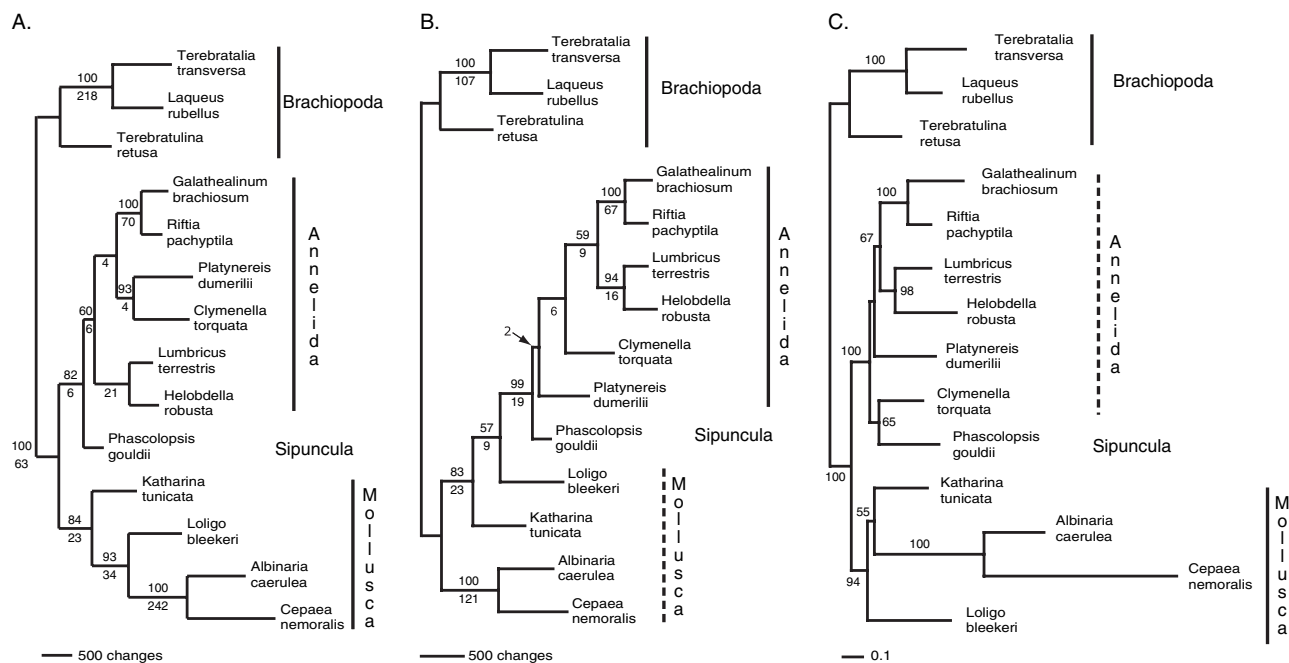 A.
100
218
Terebratalia
transversa
Laqueus
rubellus
Terebratulina
retusa
Brachiopoda
Galathealinum
brachiosum
100
70
Riftia
pachyptila
4
Platynereis
dumerilii
93
4
Clymenella
torquata
60
6
Lumbricus
terrestris
21
Helobdella
robusta
Annelida
82
6
Phascolopsis
gouldii
Sipuncula
100
63
Katharina
tunicata
84
23
Loligo
bleekeri
93
34
Albinaria
caerulea
100
242
Cepaea
nemoralis
Mollusca
500 changes
B.
100
107
Terebratalia
transversa
Laqueus
rubellus
Terebratulina
retusa
Brachiopoda
Galathealinum
brachiosum
100
67
Riftia
pachyptila
59
9
Lumbricus
terrestris
94
16
Helobdella
robusta
6
Clymenella
torquata
2
Platynereis
dumerilii
Annelida
99
19
Phascolopsis
gouldii
Sipuncula
57
9
Loligo
bleekeri
83
23
Katharina
tunicata
Albinaria
caerulea
100
121
Cepaea
nemoralis
Mollusca
500 changes
C.
100
Terebratalia
transversa
Laqueus
rubellus
Terebratulina
retusa
Brachiopoda
Galathealinum
brachiosum
100
Riftia
pachyptila
67
Lumbricus
terrestris
98
Helobdella
robusta
Platynereis
dumerilii
100
Clymenella
torquata
65
Annelida
Phascolopsis
gouldii
Sipuncula
100
Katharina
tunicata
55
Albinaria
caerulea
100
Cepaea
nemoralis
94
Loligo
bleekeri
Mollusca
0.1